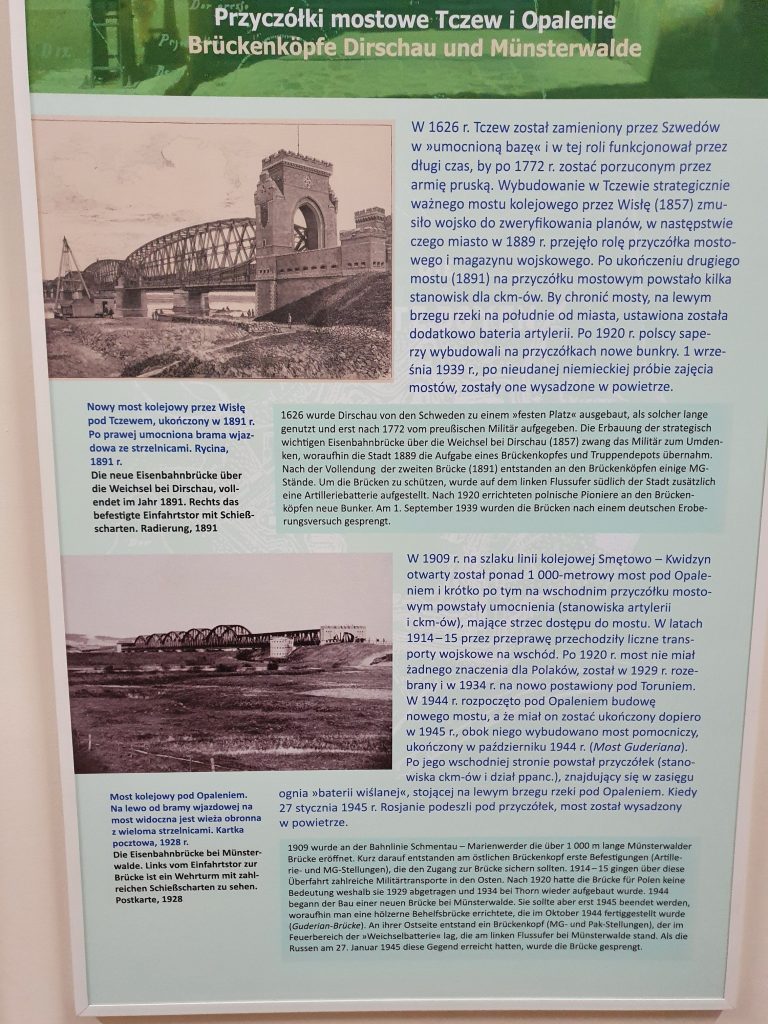 Przyczółki mostowe Tczew i Opalenie
Brückenköpfe Dirschau und Münsterwalde
W 1626 r. Tczew został zamieniony przez Szwedów
w »umocnioną bazę« i w tej roli funkcjonował przez
długi czas, by po 1772 r. zostać porzuconym przez
armię pruską. Wybudowanie w Tczewie strategicznie
ważnego mostu kolejowego przez Wisłę (1857) zmu-
siło wojsko do zweryfikowania planów, w następstwie
czego miasto w 1889 r. przejęło rolę przyczółka mosto-
wego i magazynu wojskowego. Po ukończeniu drugiego
mostu (1891) na przyczółku mostowym powstało kilka
stanowisk dla ckm-ów. By chronić mosty, na lewym
brzegu rzeki na południe od miasta, ustawiona została
dodatkowo bateria artylerii. Po 1920 r. polscy sape-
rzy wybudowali na przyczółkach nowe bunkry. 1 wrze-
śnia 1939 r., po nieudanej niemieckiej próbie zajęcia
mostów, zostały one wysadzone w powietrze.
Nowy most kolejowy przez Wisłę
pod Tczewem, ukończony w 1891 r.
Po prawej umocniona brama wjaz-
dowa ze strzelnicami. Rycina,
1891 r.
Die neue Eisenbahnbrücke über
die Weichsel bei Dirschau, voll-
endet im Jahr 1891. Rechts das
befestigte Einfahrtstor mit Schieß-
scharten. Radierung, 1891
1626 wurde Dirschau von den Schweden zu einem »festen Platz« ausgebaut, als solcher lange
genutzt und erst nach 1772 vom preußischen Militär aufgegeben. Die Erbauung der strategisch
wichtigen Eisenbahnbrücke über die Weichsel bei Dirschau (1857) zwang das Militär zum Umden-
ken, woraufhin die Stadt 1889 die Aufgabe eines Brückenkopfes und Truppendepots übernahm.
Nach der Vollendung der zweiten Brücke (1891) entstanden an den Brückenköpfen einige MG-
Stände. Um die Brücken zu schützen, wurde auf dem linken Flussufer südlich der Stadt zusätzlich
eine Artilleriebatterie aufgestellt. Nach 1920 errichteten polnische Pioniere an den Brücken-
köpfen neue Bunker. Am 1. September 1939 wurden die Brücken nach einem deutschen Erobe-
rungsversuch gesprengt.
W 1909 r. na szlaku linii kolejowej Smętowo – Kwidzyn
otwarty został ponad 1 000-metrowy most pod Opale-
niem i krótko po tym na wschodnim przyczółku mosto-
wym powstały umocnienia (stanowiska artylerii
i ckm-ów), mające strzec dostępu do mostu. W latach
1914–15 przez przeprawę przechodziły liczne trans-
porty wojskowe na wschód. Po 1920 r. most nie miał
żadnego znaczenia dla Polaków, został w 1929 r. roze-
brany i w 1934 r. na nowo postawiony pod Toruniem.
W 1944 r. rozpoczęto pod Opaleniem budowę
nowego mostu, a że miał on zostać ukończony dopiero
w 1945 r., obok niego wybudowano most pomocniczy,
ukończony w październiku 1944 r. (Most Guderiana).
Po jego wschodniej stronie powstał przyczółek (stano-
wiska ckm-ów i dział ppanc.), znajdujący się w zasięgu
ognia »baterii wiślanej«, stojącej na lewym brzegu rzeki pod Opaleniem. Kiedy
27 stycznia 1945 r. Rosjanie podeszli pod przyczółek, most został wysadzony
w powietrze.
Most kolejowy pod Opaleniem.
Na lewo od bramy wjazdowej na
most widoczna jest wieża obronna
z wieloma strzelnicami. Kartka
pocztowa, 1928 r.
Die Eisenbahnbrücke bei Münster-
walde. Links vom Einfahrtstor zur
Brücke ist ein Wehrturm mit zahl-
reichen Schießscharten zu sehen.
Postkarte, 1928
1909 wurde an der Bahnlinie Schmentau – Marienwerder die über 1 000 m lange Münsterwalder
Brücke eröffnet. Kurz darauf entstanden am östlichen Brückenkopf erste Befestigungen (Artille-
rie- und MG-Stellungen), die den Zugang zur Brücke sichern sollten. 1914–15 gingen über diese
Überfahrt zahlreiche Militärtransporte in den Osten. Nach 1920 hatte die Brücke für Polen keine
Bedeutung weshalb sie 1929 abgetragen und 1934 bei Thorn wieder aufgebaut wurde. 1944
begann der Bau einer neuen Brücke bei Münsterwalde. Sie sollte aber erst 1945 beendet werden,
woraufhin man eine hölzerne Behelfsbrücke errichtete, die im Oktober 1944 fertiggestellt wurde
(Guderian-Brücke). An ihrer Ostseite entstand ein Brückenkopf (MG- und Pak-Stellungen), der im
Feuerbereich der »Weichselbatterie« lag, die am linken Flussufer bei Münsterwalde stand. Als die
Russen am 27. Januar 1945 diese Gegend erreicht hatten, wurde die Brücke gesprengt.